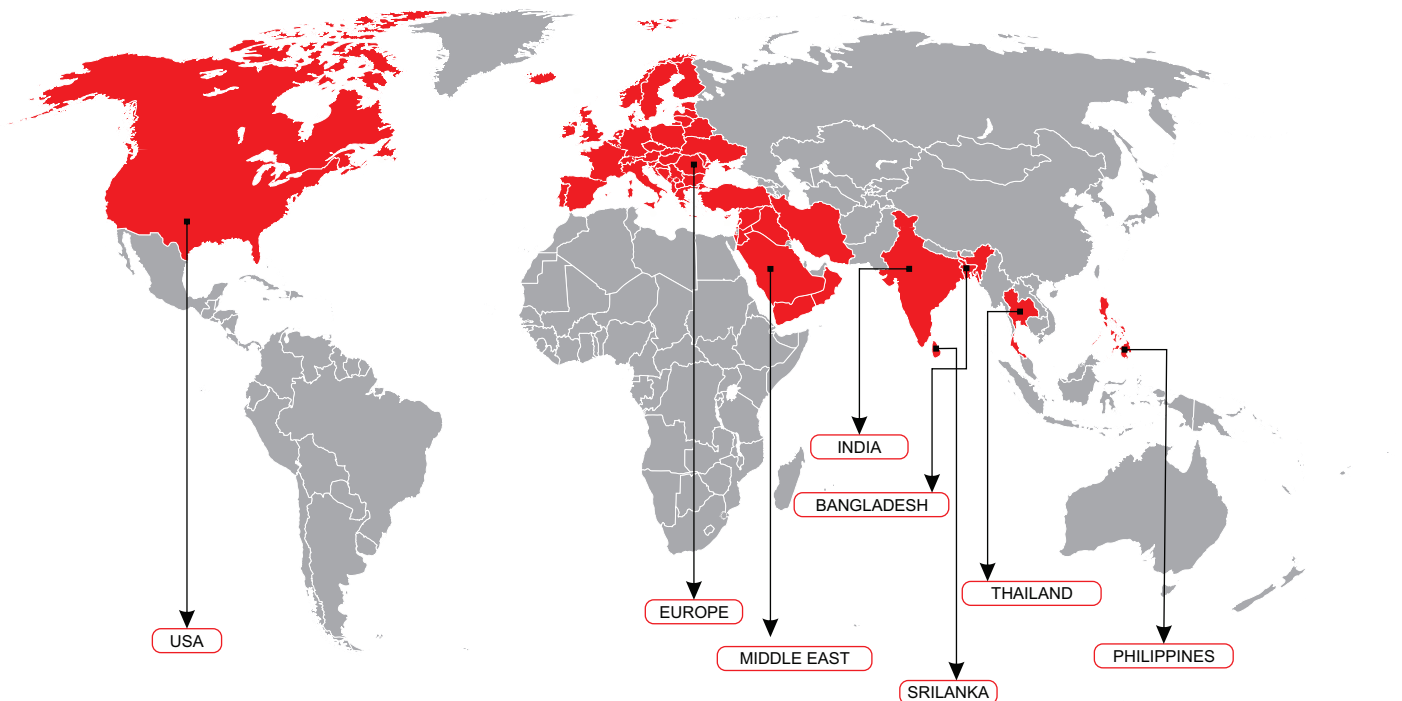 INDIA
BANGLADESH
THAILAND
EUROPE
USA
MIDDLE EAST
PHILIPPINES
SRILANKA